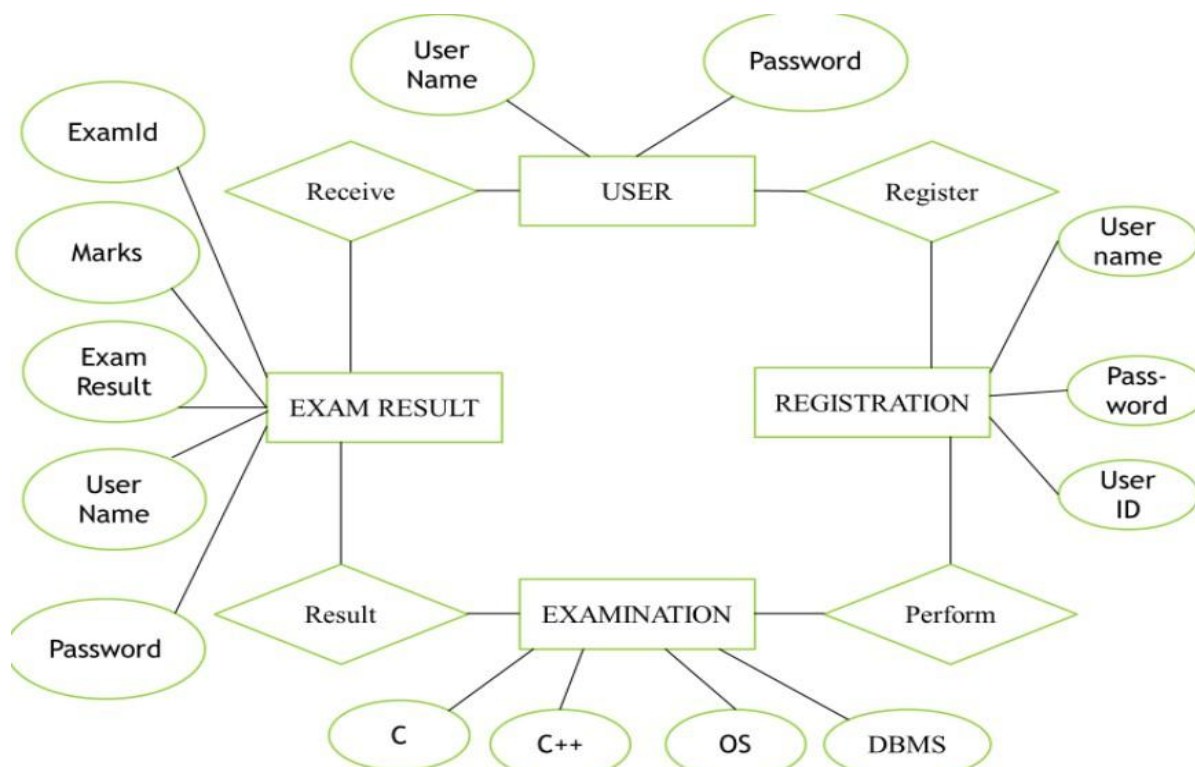 User
Name
Password
ExamId
Receive
USER
Register
User
name
Marks
Exam
Result
EXAM RESULT
REGISTRATION
Pass-
word
User
Name
User
ID
Result
EXAMINATION
Perform
Password
C
C++
OS
DBMS